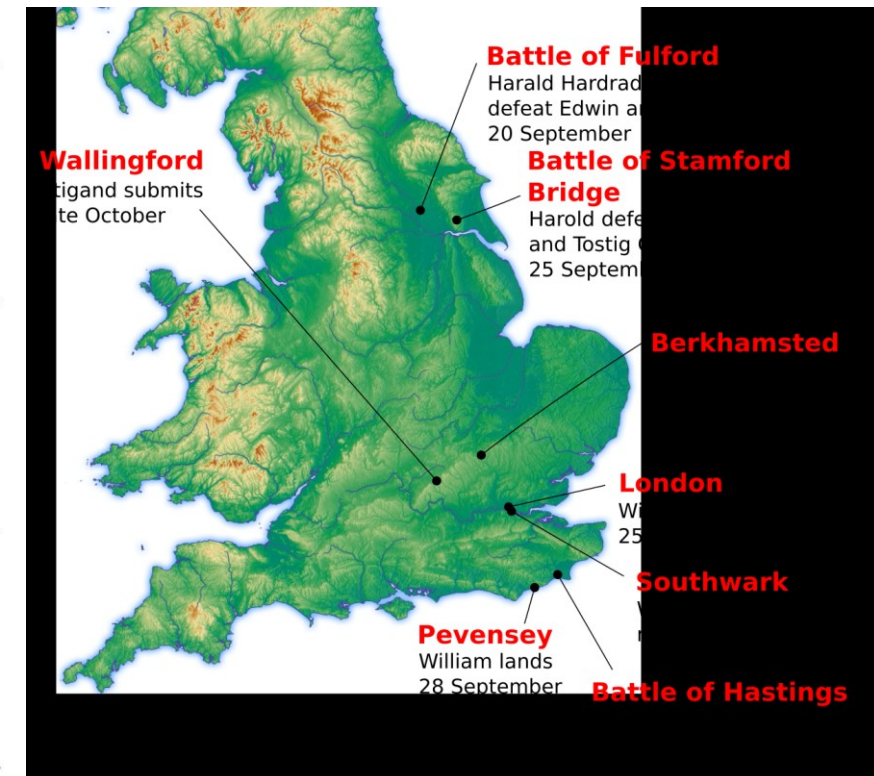 Battle of Fulford
Harald Hardrad
defeat Edwin a
20 September
Wallingford
tigand submits
te October
Battle of Stamford
Bridge
Harold defe
and Tostig
25 Septem
Berkhamsted
London
Wi
25
Southwark
Pevensey
William lands
28 September
Battle of Hastings